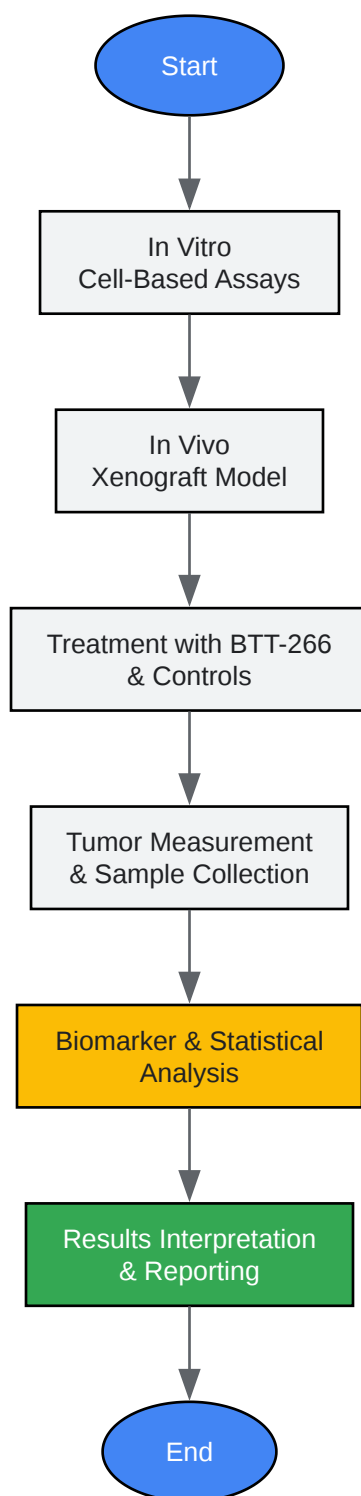 Start
In Vitro
Cell-Based Assays
In Vivo
Xenograft Model
Treatment with BTT-266
& Controls
Tumor Measurement
& Sample Collection
Biomarker & Statistical
Analysis
Results Interpretation
& Reporting
End